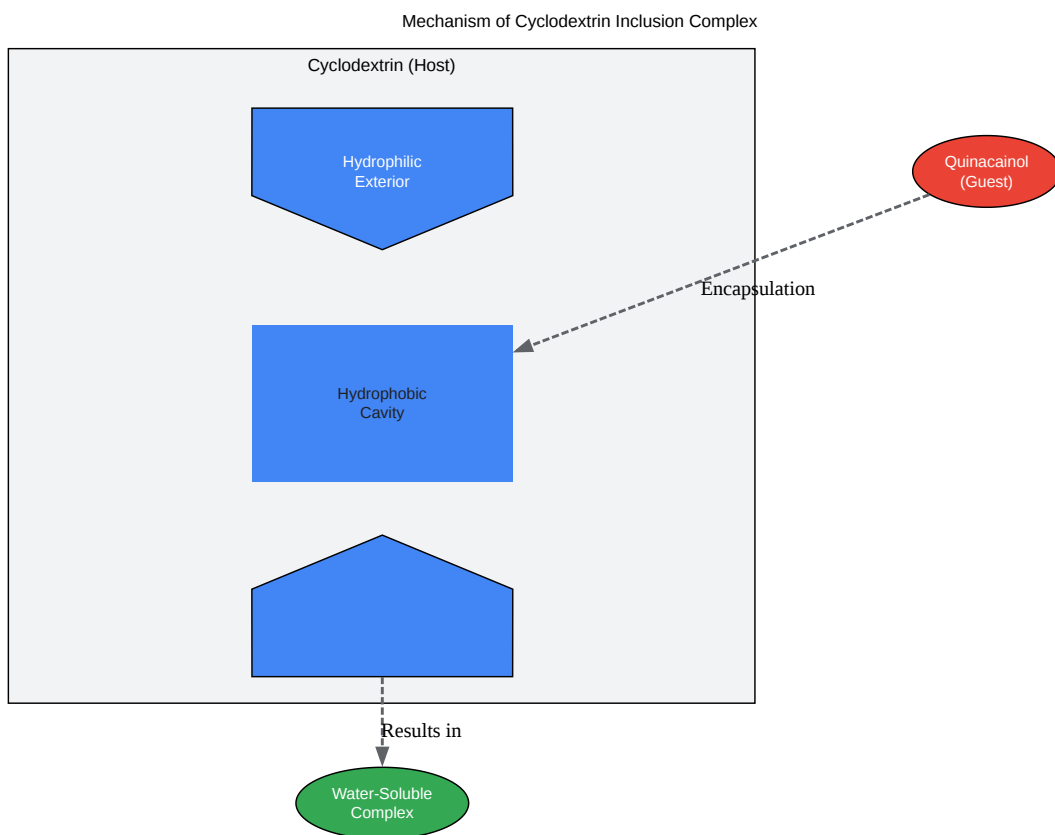 Mechanism of Cyclodextrin Inclusion Complex
Cyclodextrin (Host)
Hydrophilic
Exterior
Quinacainol
(Guest)
Encapsulation
Hydrophobic
Cavity
Results in
Water-Soluble
Complex